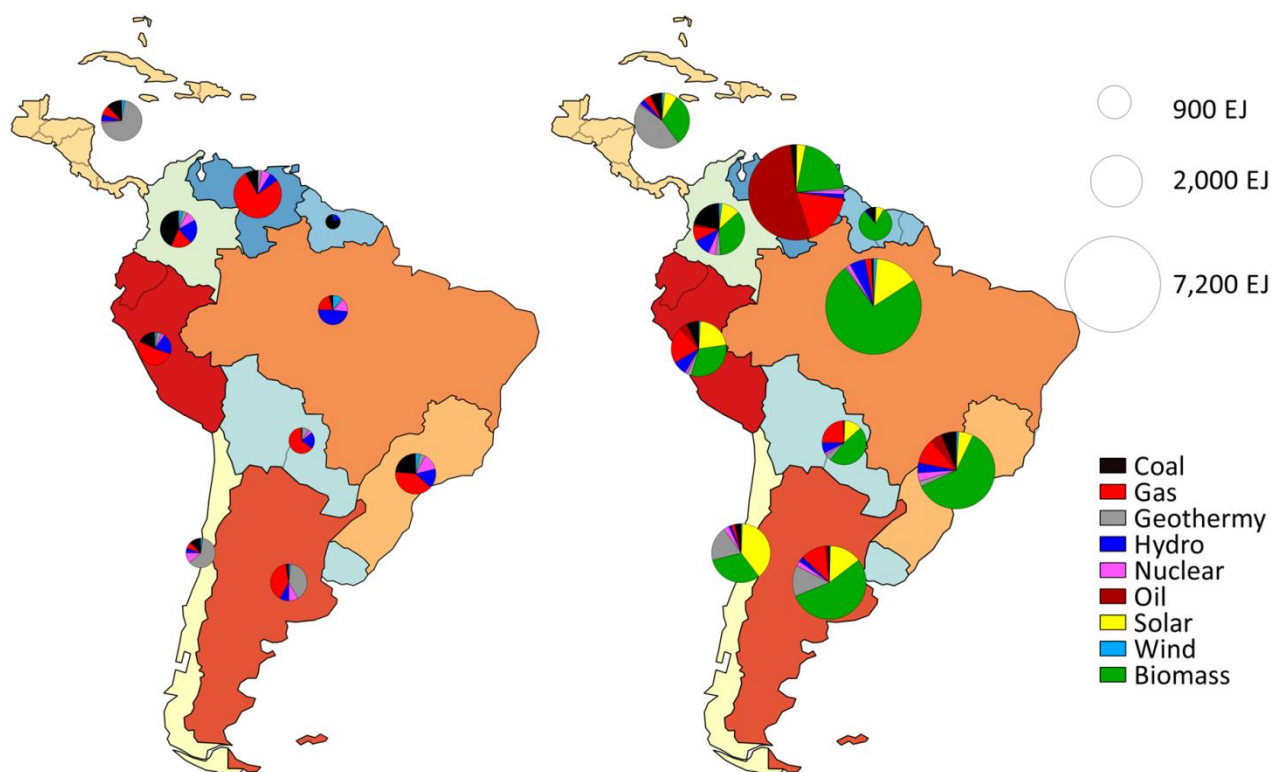 900 EJ
2,000 EJ
7,200 EJ
Coal
Gas
Geothermy
Hydro
Nuclear
Oil
Solar
Wind
Biomass